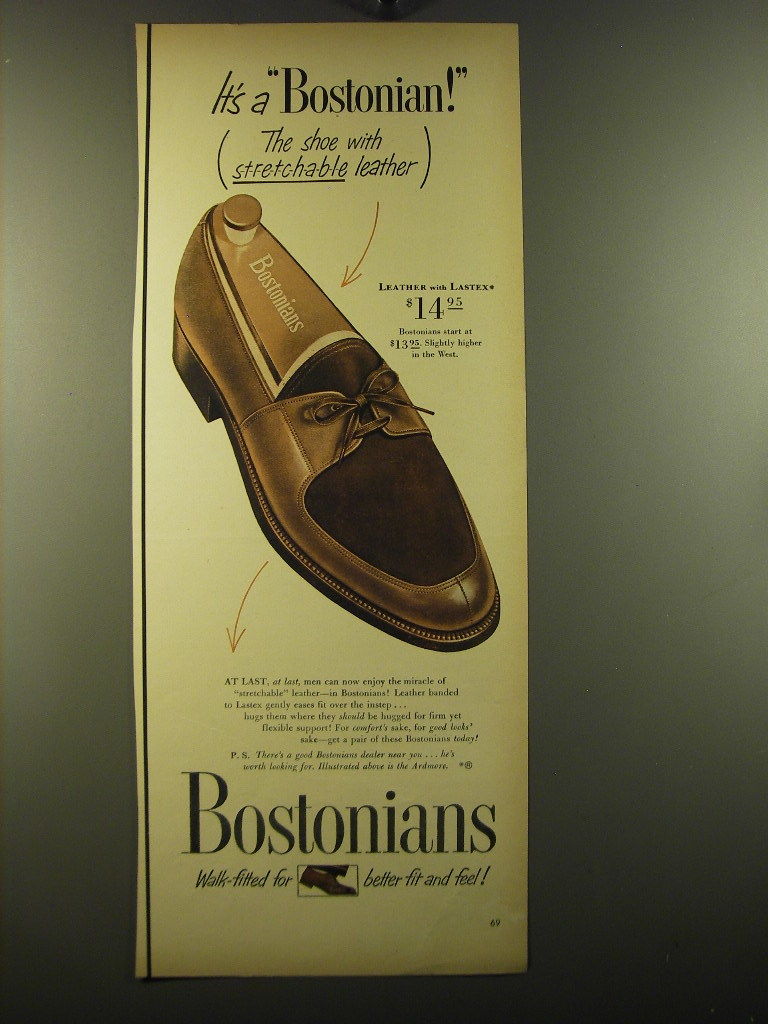 It's a "Bostonian!"
(The shoe with
stretchable leather)
Bostonians
LEATHER with LASTEX*
$14 95
Bostonians start at
$13 95. Slightly higher
in the West.
AT LAST, at last, men can now enjoy the miracle of
"stretchable" leather—in Bostonians! Leather banded
to Lastex gently eases fit over the instep . . .
hugs them where they should be hugged for firm yet
flexible support! For comfort's sake, for good looks'
sake—get a pair of these Bostonians today!
P. S. There's a good Bostonians dealer near you . . . he's
worth looking for. Illustrated above is the Ardmore. *®
Bostonians
Walk-fitted for better fit and feel!
69